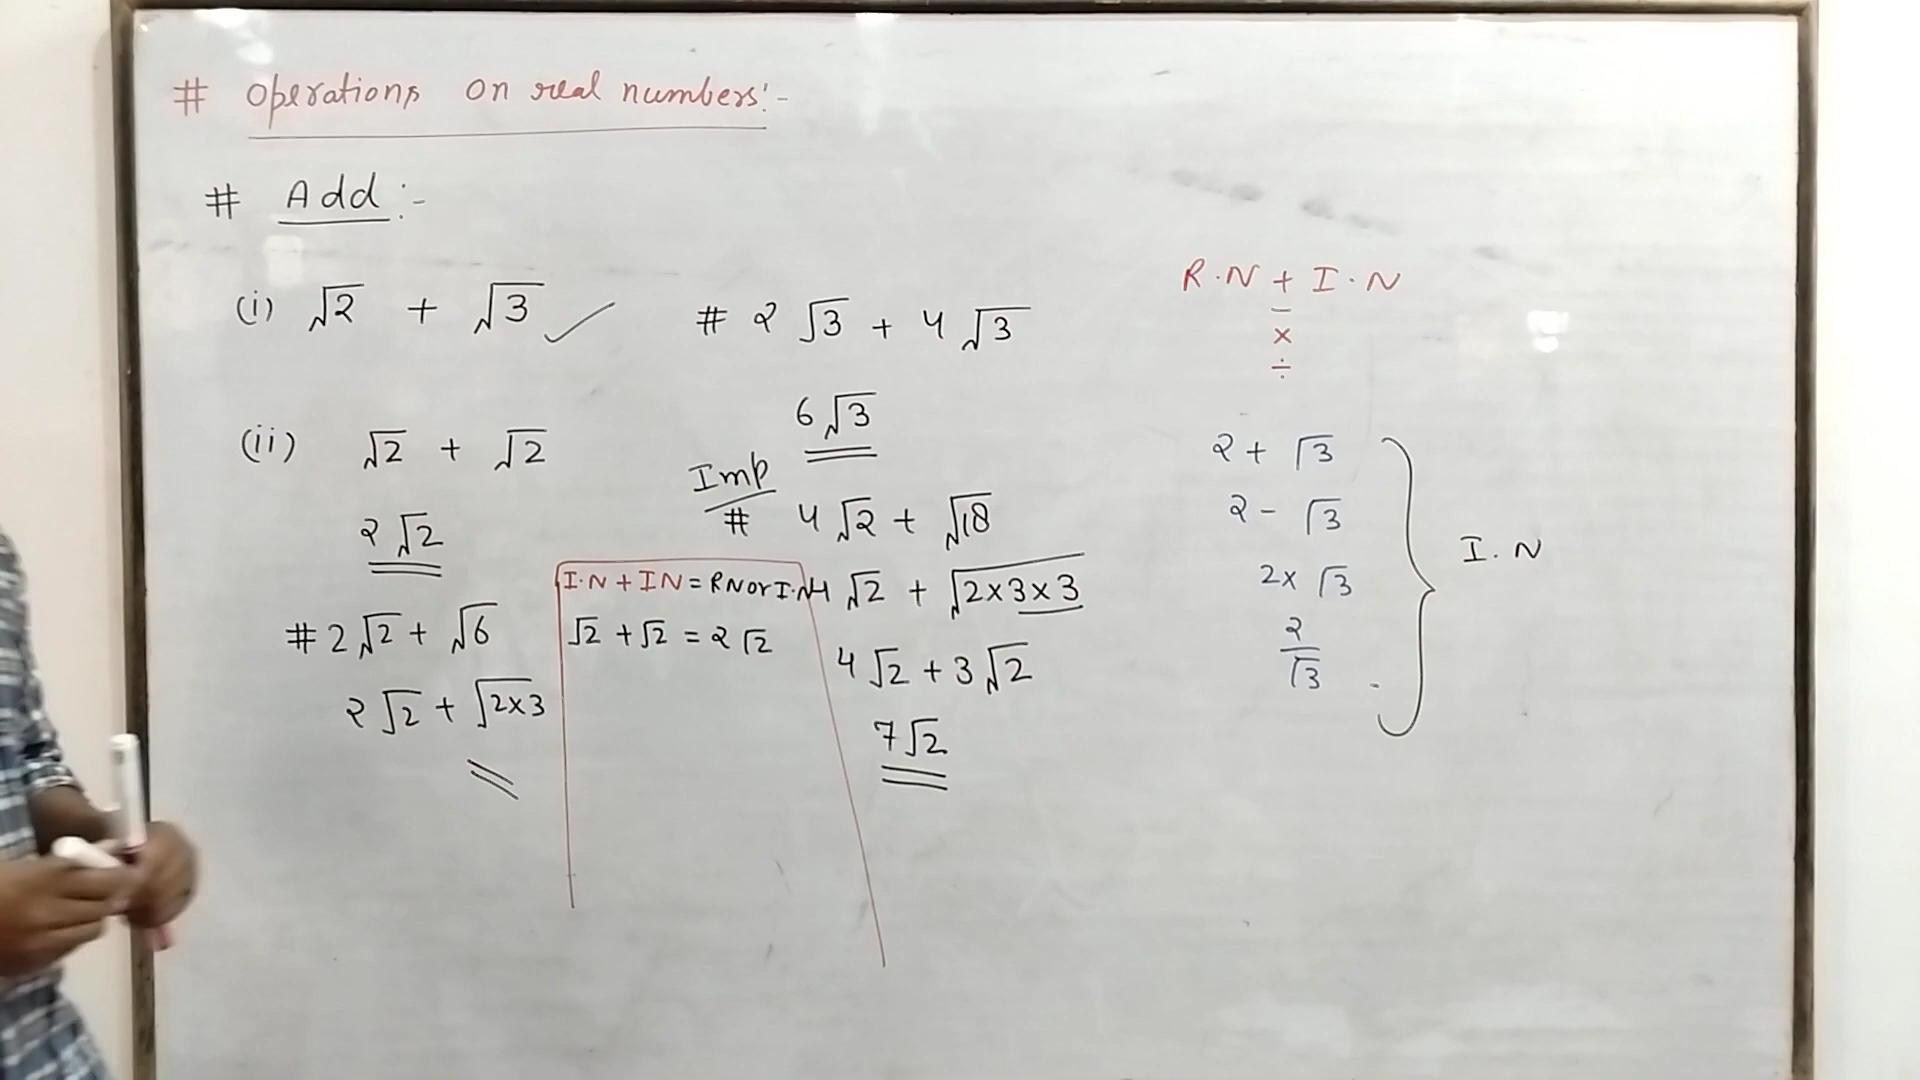 # Operations on real numbers:-
# Add:-
(i) √2 + √3 ✓
(ii) √2 + √2
2√2
# 2√2 + √6
2√2 + √2×3
I.N + IN = RN or I.N
√2 + √2 = 2√2
# 2√3 + 4√3
6√3
Imp
# 4√2 + √18
4√2 + √2×3×3
4√2 + 3√2
7√2
R.N + I.N
−
×
÷
2 + √3
2 - √3
2× √3
2/√3
I.N